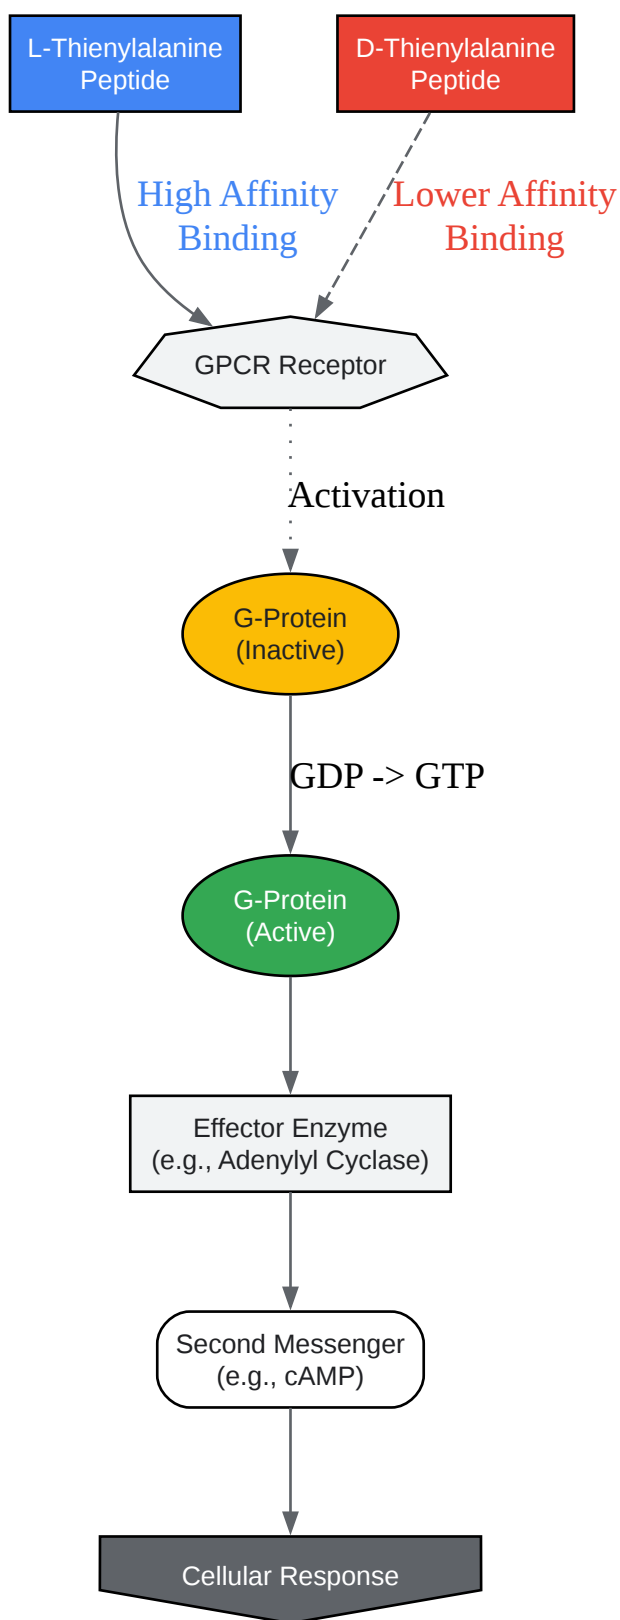 L-Thienylalanine
Peptide
D-Thienylalanine
Peptide
High Affinity
Binding
Lower Affinity
Binding
GPCR Receptor
Activation
G-Protein
(Inactive)
GDP -> GTP
G-Protein
(Active)
Effector Enzyme
(e.g., Adenylyl Cyclase)
Second Messenger
(e.g., cAMP)
Cellular Response